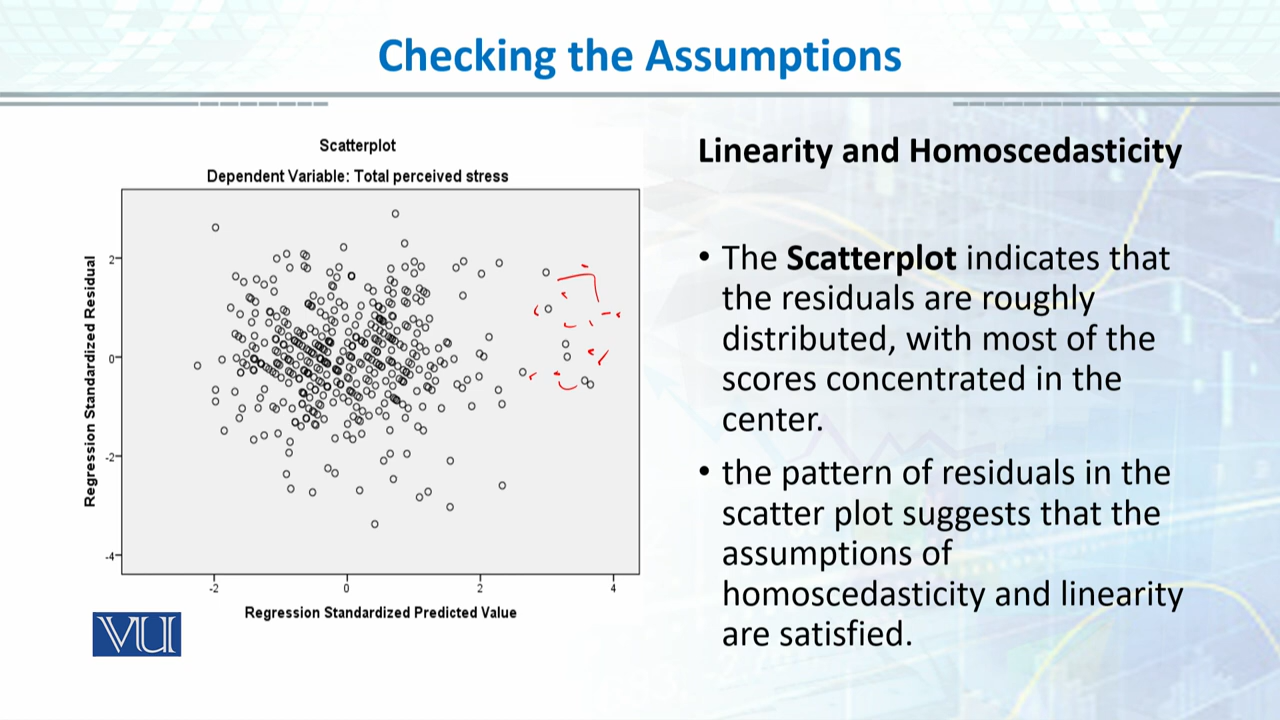 Checking the Assumptions
Scatterplot
Dependent Variable: Total perceived stress
Regression Standardized Residual
2
0
-2
-4
-2
0
2
4
Regression Standardized Predicted Value
VU
Linearity and Homoscedasticity
• The Scatterplot indicates that
the residuals are roughly
distributed, with most of the
scores concentrated in the
center.
• the pattern of residuals in the
scatter plot suggests that the
assumptions of
homoscedasticity and linearity
are satisfied.